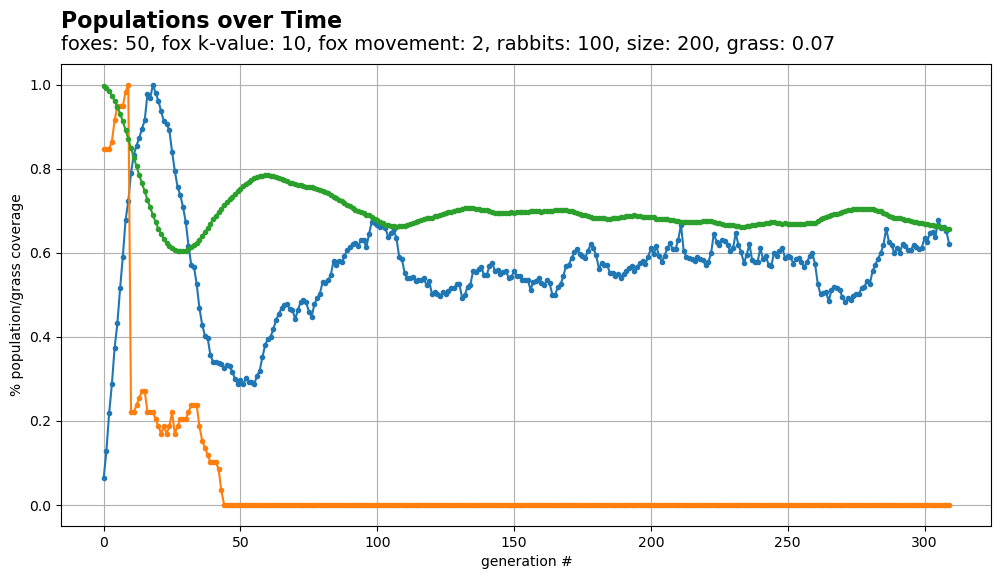 Populations over Time
foxes: 50, fox k-value: 10, fox movement: 2, rabbits: 100, size: 200, grass: 0.07
% population/grass coverage
1.0
0.8
0.6
0.4
0.2
0.0
0 50 100 150 200 250 300
generation #